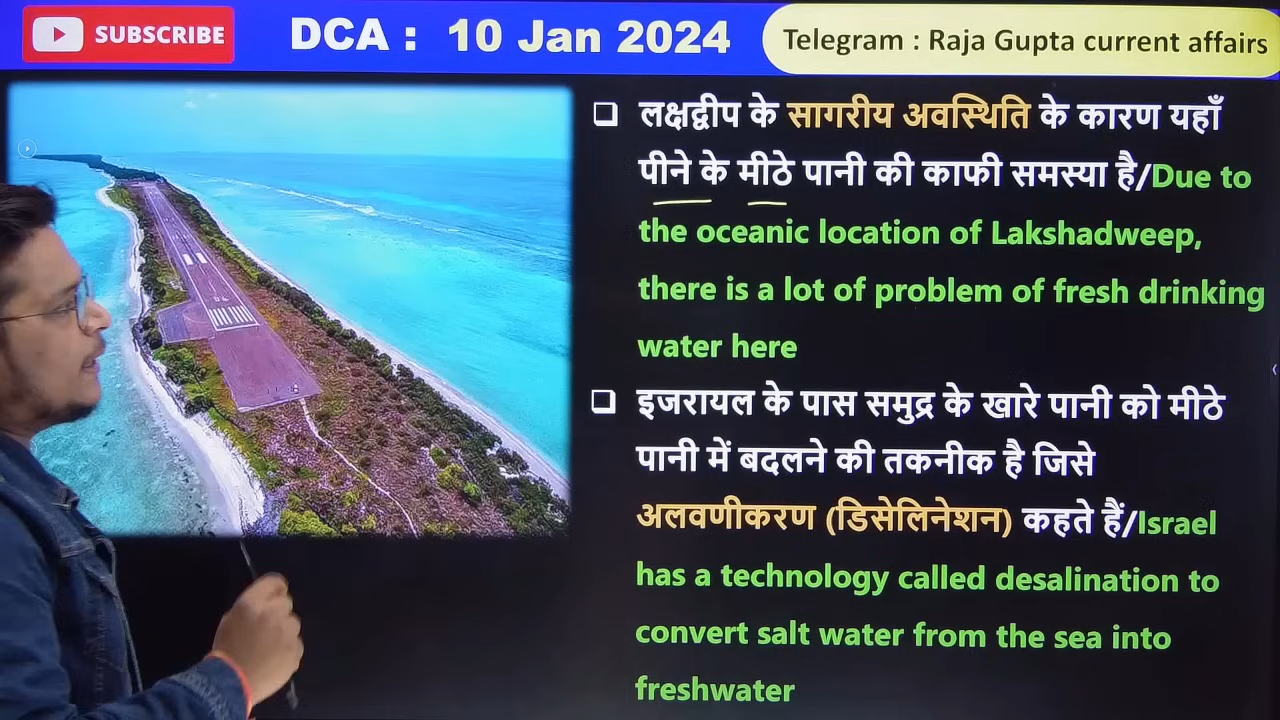 SUBSCRIBE
DCA : 10 Jan 2024
Telegram : Raja Gupta current affairs
लक्षद्वीप के सागरीय अवस्थिति के कारण यहाँ
पीने के मीठे पानी की काफी समस्या है/Due to
the oceanic location of Lakshadweep,
there is a lot of problem of fresh drinking
water here
इजरायल के पास समुद्र के खारे पानी को मीठे
पानी में बदलने की तकनीक है जिसे
अलवणीकरण (डिसेलिनेशन) कहते हैं/Israel
has a technology called desalination to
convert salt water from the sea into
freshwater